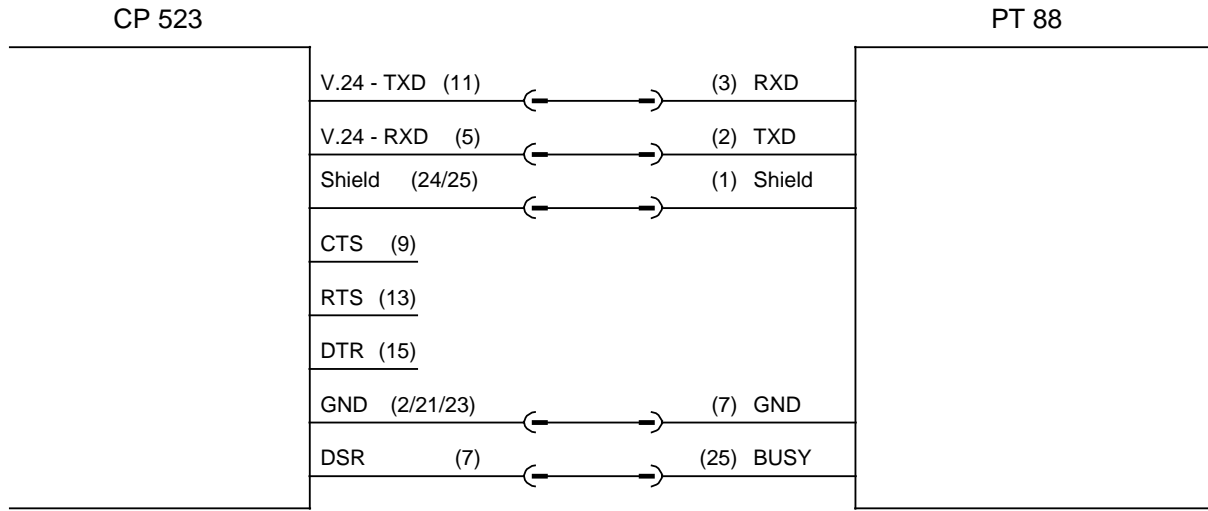 CP 523 PT 88
V.24 - TXD (11) (3) RXD
V.24 - RXD (5) (2) TXD
Shield (24/25) (1) Shield
CTS (9)
RTS (13)
DTR (15)
GND (2/21/23) (7) GND
DSR (7) (25) BUSY